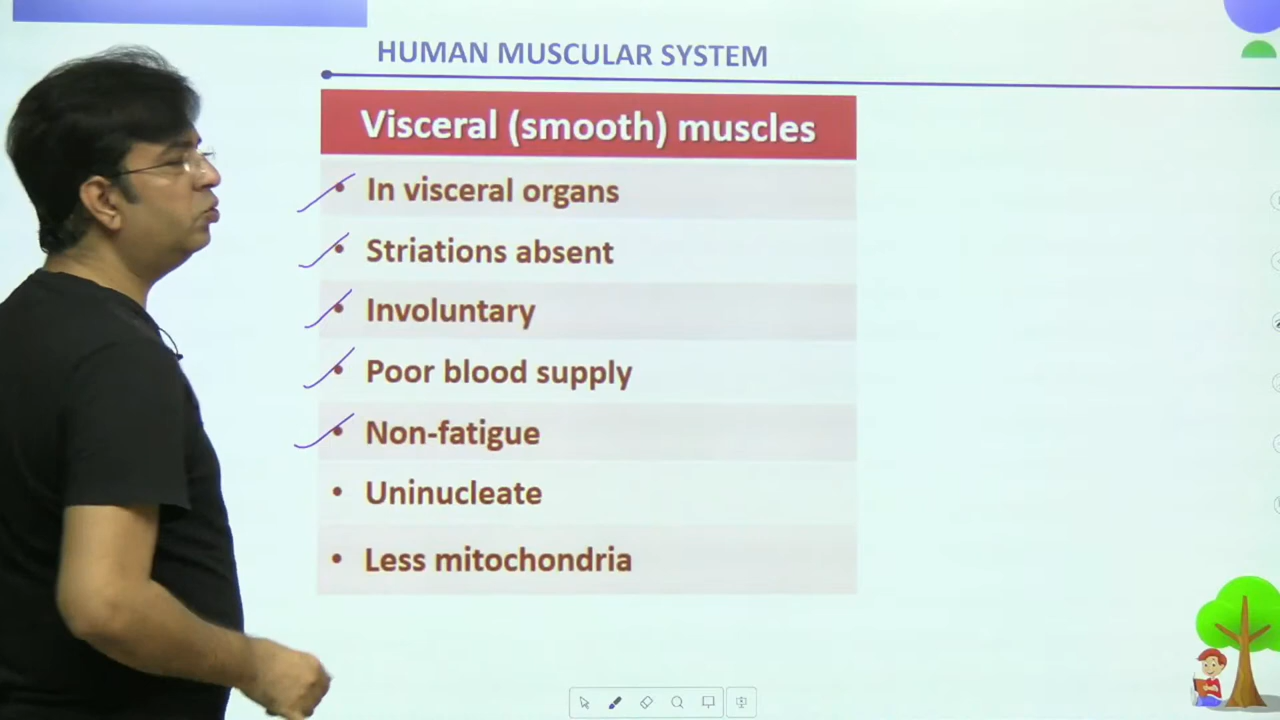 HUMAN MUSCULAR SYSTEM
Visceral (smooth) muscles
• In visceral organs
• Striations absent
• Involuntary
• Poor blood supply
• Non-fatigue
• Uninucleate
• Less mitochondria